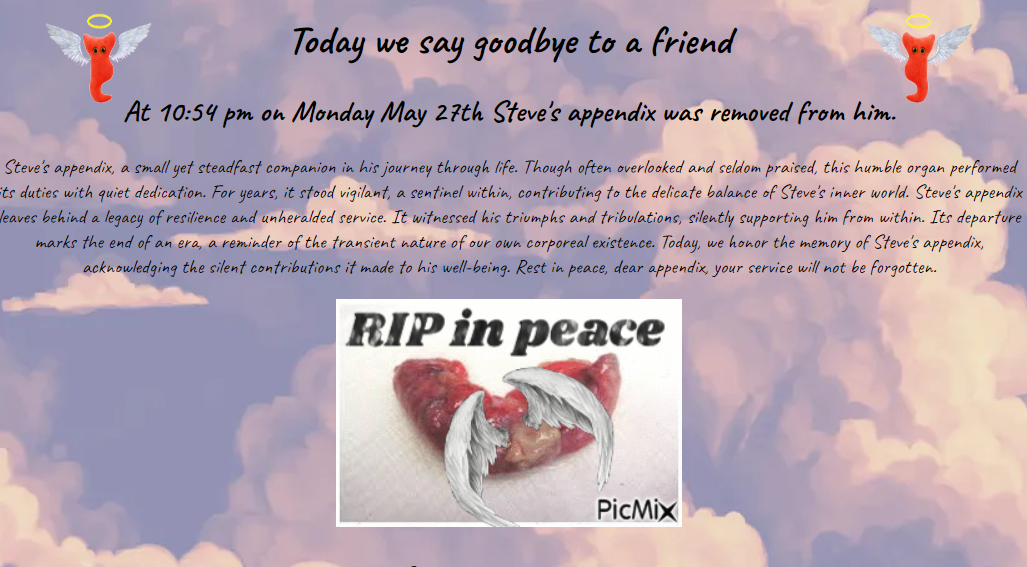 Today we say goodbye to a friend
At 10:54 pm on Monday May 27th Steve's appendix was removed from him.
Steve's appendix, a small yet steadfast companion in his journey through life. Though often overlooked and seldom praised, this humble organ performed
its duties with quiet dedication. For years, it stood vigilant, a sentinel within, contributing to the delicate balance of Steve's inner world. Steve's appendix
leaves behind a legacy of resilience and unheralded service. It witnessed his triumphs and tribulations, silently supporting him from within. Its departure
marks the end of an era, a reminder of the transient nature of our own corporeal existence. Today, we honor the memory of Steve's appendix,
acknowledging the silent contributions it made to his well-being. Rest in peace, dear appendix, your service will not be forgotten.
RIP in peace
PicMix